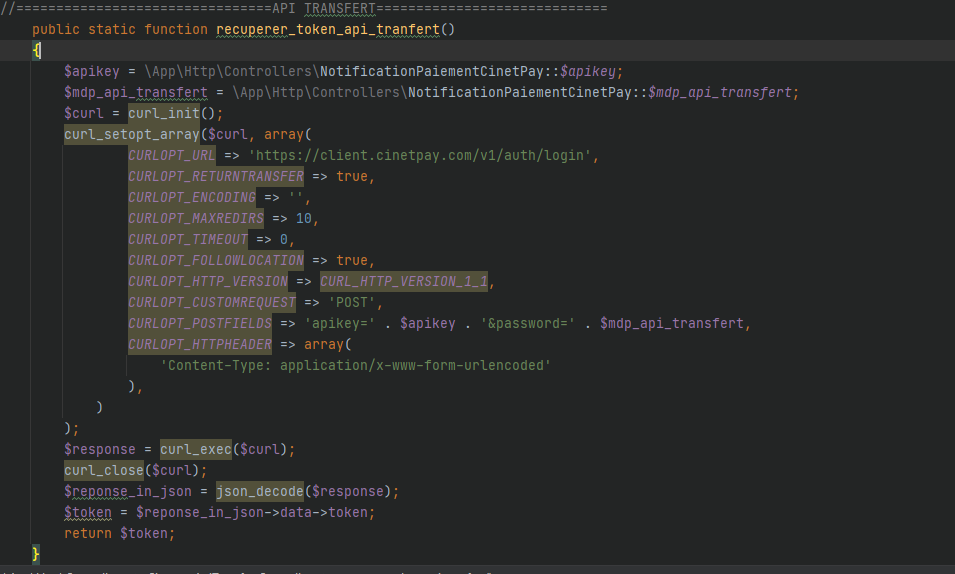 //================================API TRANSFERT=============================
public static function recuperer_token_api_tranfert()
{
$apikey = \App\Http\Controllers\NotificationPaiementCinetPay::$apikey;
$mdp_api_transfert = \App\Http\Controllers\NotificationPaiementCinetPay::$mdp_api_transfert;
$curl = curl_init();
curl_setopt_array($curl, array(
CURLOPT_URL => 'https://client.cinetpay.com/v1/auth/login',
CURLOPT_RETURNTRANSFER => true,
CURLOPT_ENCODING => '',
CURLOPT_MAXREDIRS => 10,
CURLOPT_TIMEOUT => 0,
CURLOPT_FOLLOWLOCATION => true,
CURLOPT_HTTP_VERSION => CURL_HTTP_VERSION_1_1,
CURLOPT_CUSTOMREQUEST => 'POST',
CURLOPT_POSTFIELDS => 'apikey=' . $apikey . '&password=' . $mdp_api_transfert,
CURLOPT_HTTPHEADER => array(
'Content-Type: application/x-www-form-urlencoded'
),
)
);
$response = curl_exec($curl);
curl_close($curl);
$reponse_in_json = json_decode($response);
$token = $reponse_in_json->data->token;
return $token;
}